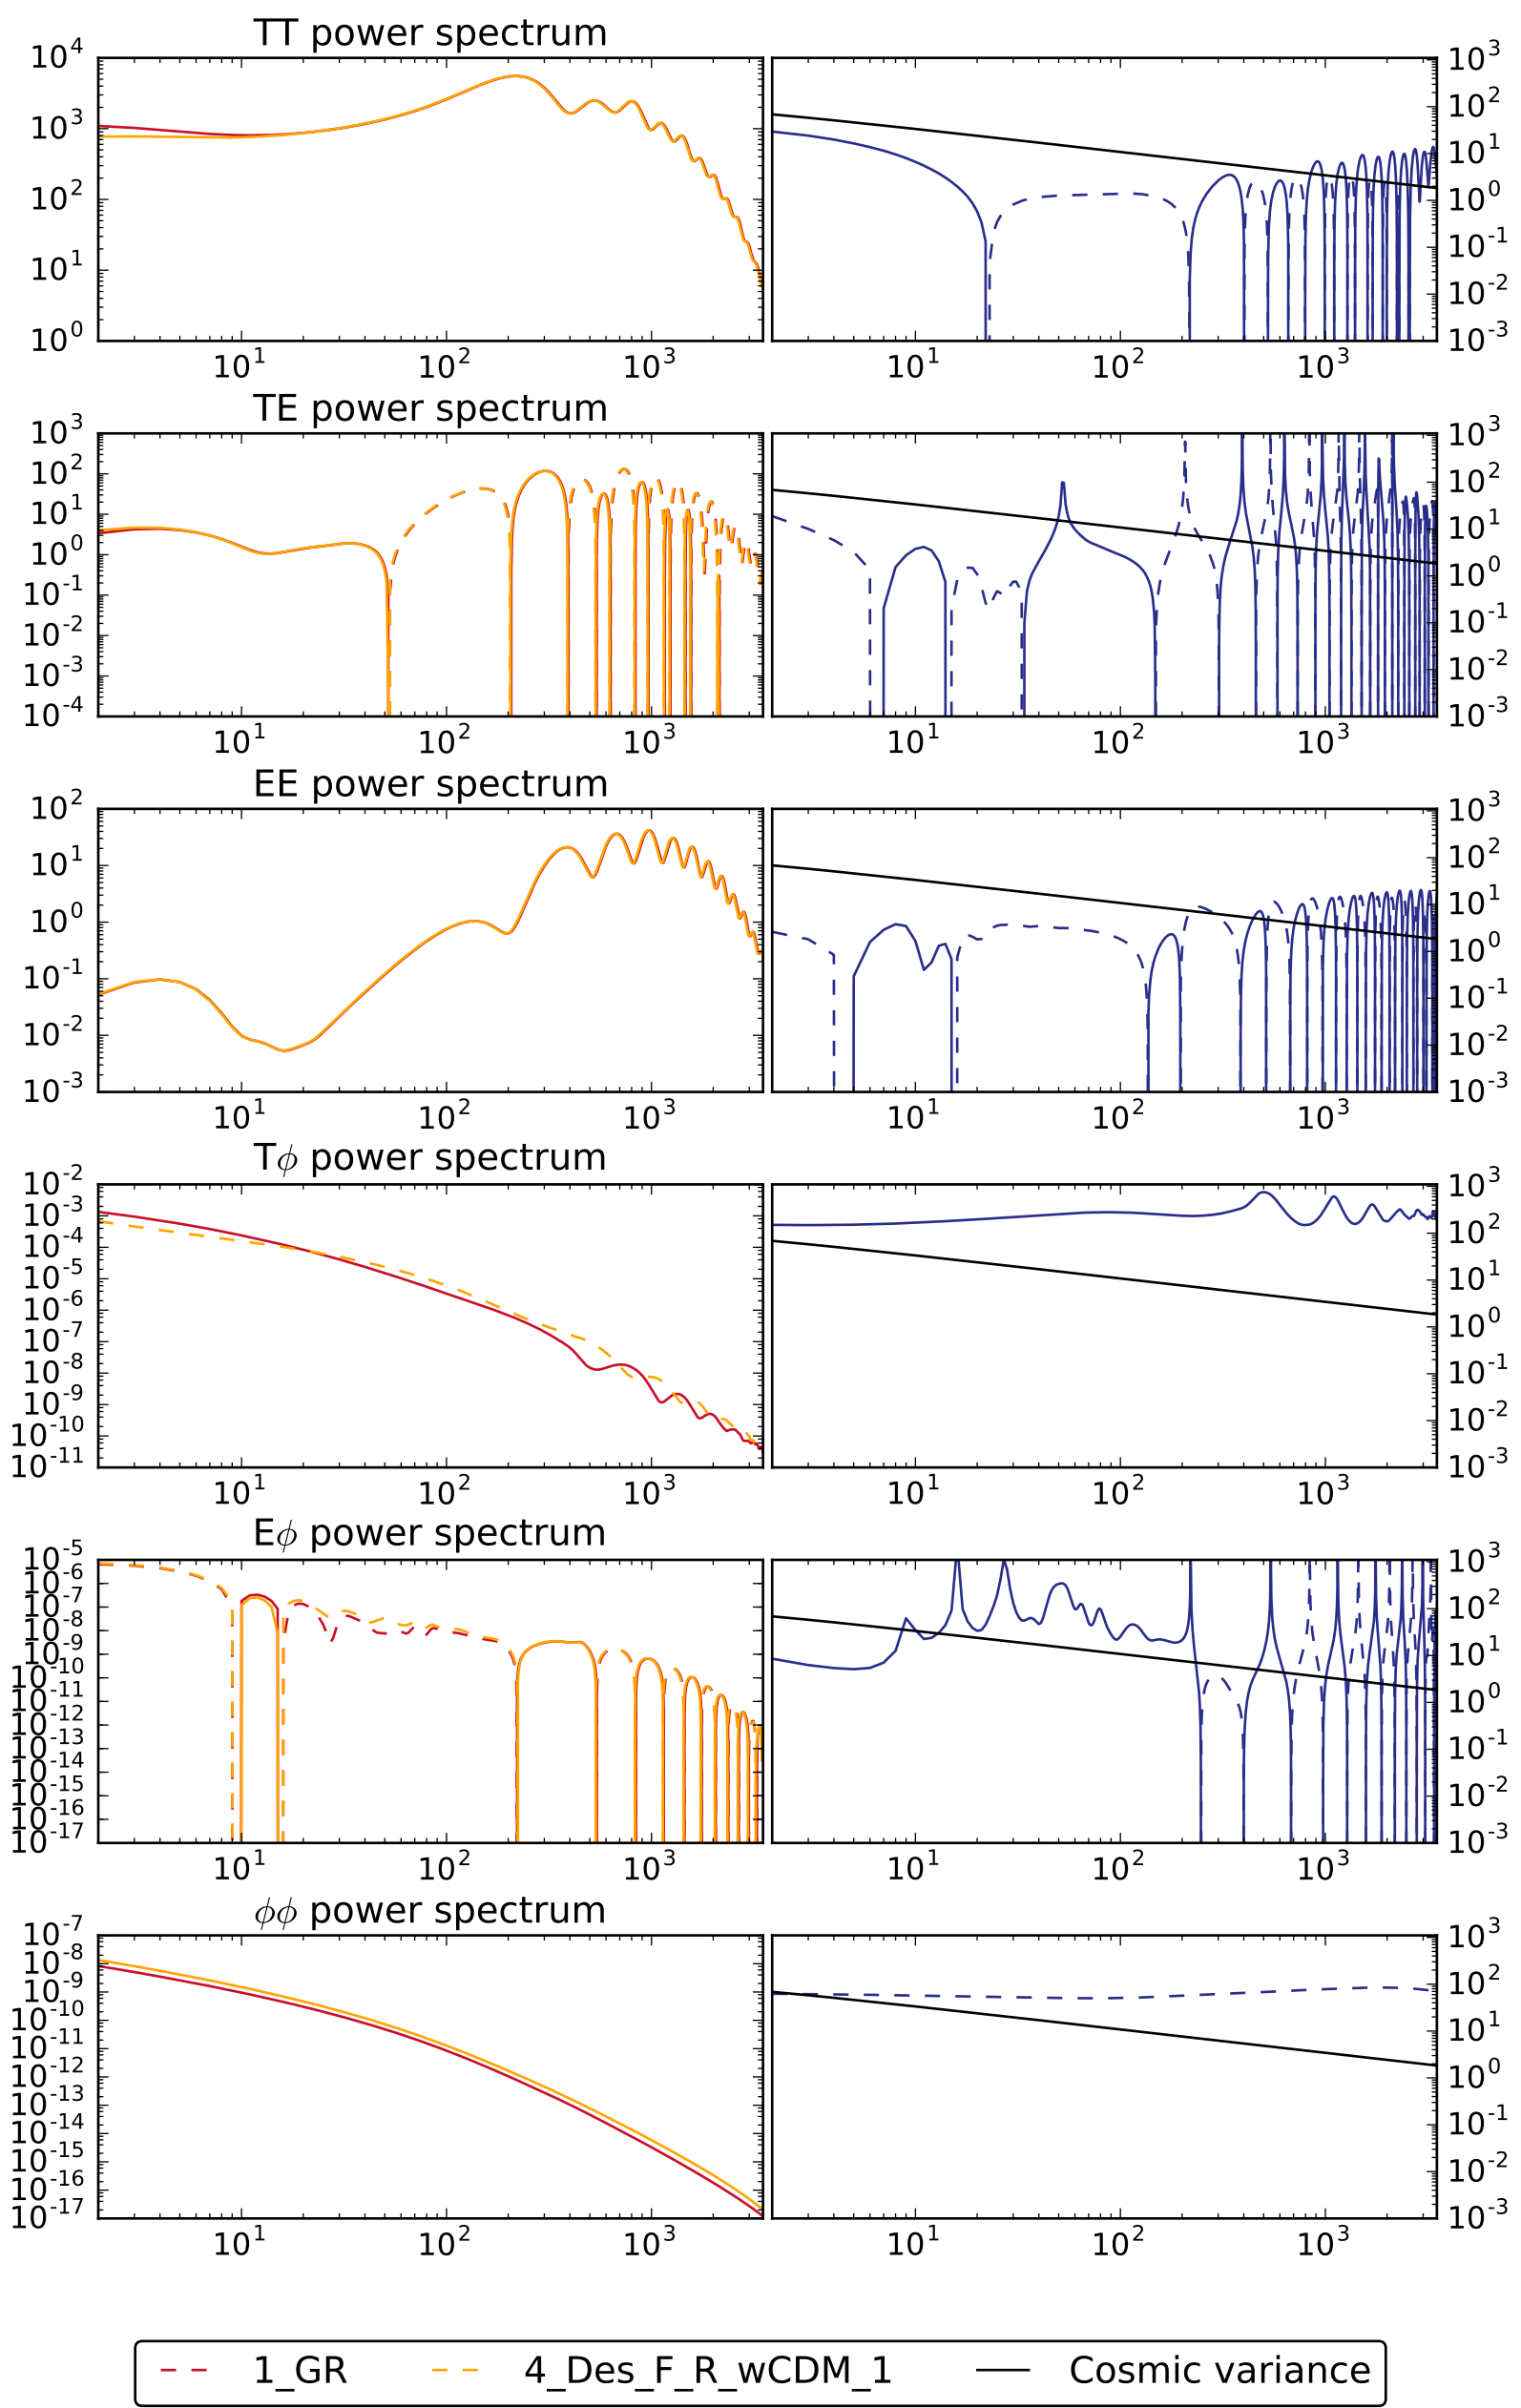 TT power spectrum
10^4 10^3 10^2 10^1 10^0
10^1 10^2 10^3
10^3 10^2 10^1 10^0 10^-1 10^-2 10^-3
10^1 10^2 10^3
TE power spectrum
10^3 10^2 10^1 10^0 10^-1 10^-2 10^-3 10^-4
10^1 10^2 10^3
10^3 10^2 10^1 10^0 10^-1 10^-2 10^-3
10^1 10^2 10^3
EE power spectrum
10^2 10^1 10^0 10^-1 10^-2 10^-3
10^1 10^2 10^3
10^3 10^2 10^1 10^0 10^-1 10^-2 10^-3
10^1 10^2 10^3
Tϕ power spectrum
10^-2 10^-3 10^-4 10^-5 10^-6 10^-7 10^-8 10^-9 10^-10 10^-11
10^1 10^2 10^3
10^3 10^2 10^1 10^0 10^-1 10^-2 10^-3
10^1 10^2 10^3
Eϕ power spectrum
10^-5 10^-6 10^-7 10^-8 10^-9 10^-10 10^-11 10^-12 10^-13 10^-14 10^-15 10^-16 10^-17
10^1 10^2 10^3
10^3 10^2 10^1 10^0 10^-1 10^-2 10^-3
10^1 10^2 10^3
ϕϕ power spectrum
10^-7 10^-8 10^-9 10^-10 10^-11 10^-12 10^-13 10^-14 10^-15 10^-16 10^-17
10^1 10^2 10^3
10^3 10^2 10^1 10^0 10^-1 10^-2 10^-3
10^1 10^2 10^3
1_GR 4_Des_F_R_wCDM_1 Cosmic variance